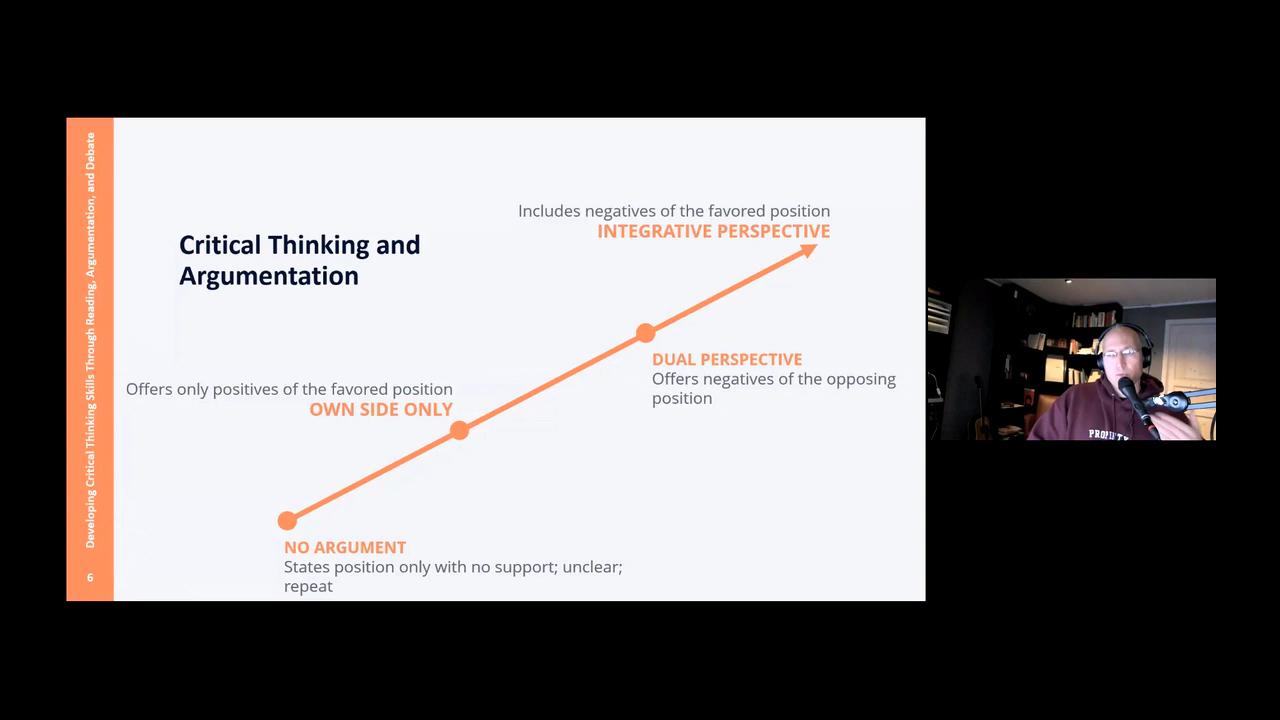 Developing Critical Thinking Skills Through Reading, Argumentation, and Debate
6
Critical Thinking and
Argumentation
Includes negatives of the favored position
INTEGRATIVE PERSPECTIVE
DUAL PERSPECTIVE
Offers negatives of the opposing
position
Offers only positives of the favored position
OWN SIDE ONLY
NO ARGUMENT
States position only with no support; unclear;
repeat